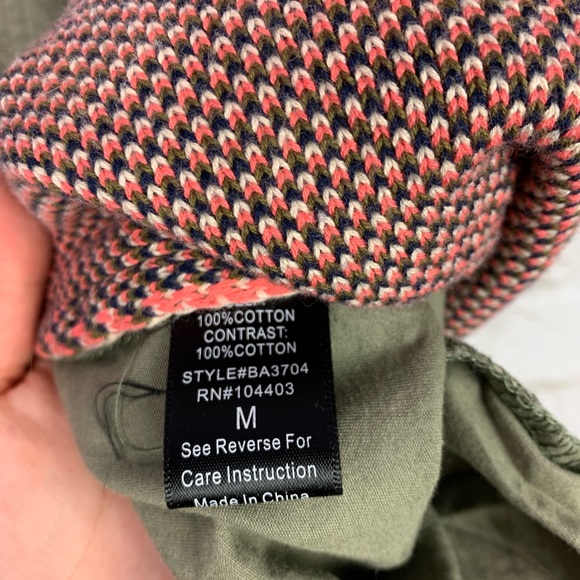 100%COTTON
CONTRAST:
100%COTTON
STYLE#BA3704
RN#104403
M
See Reverse For
Care Instruction
Made In China